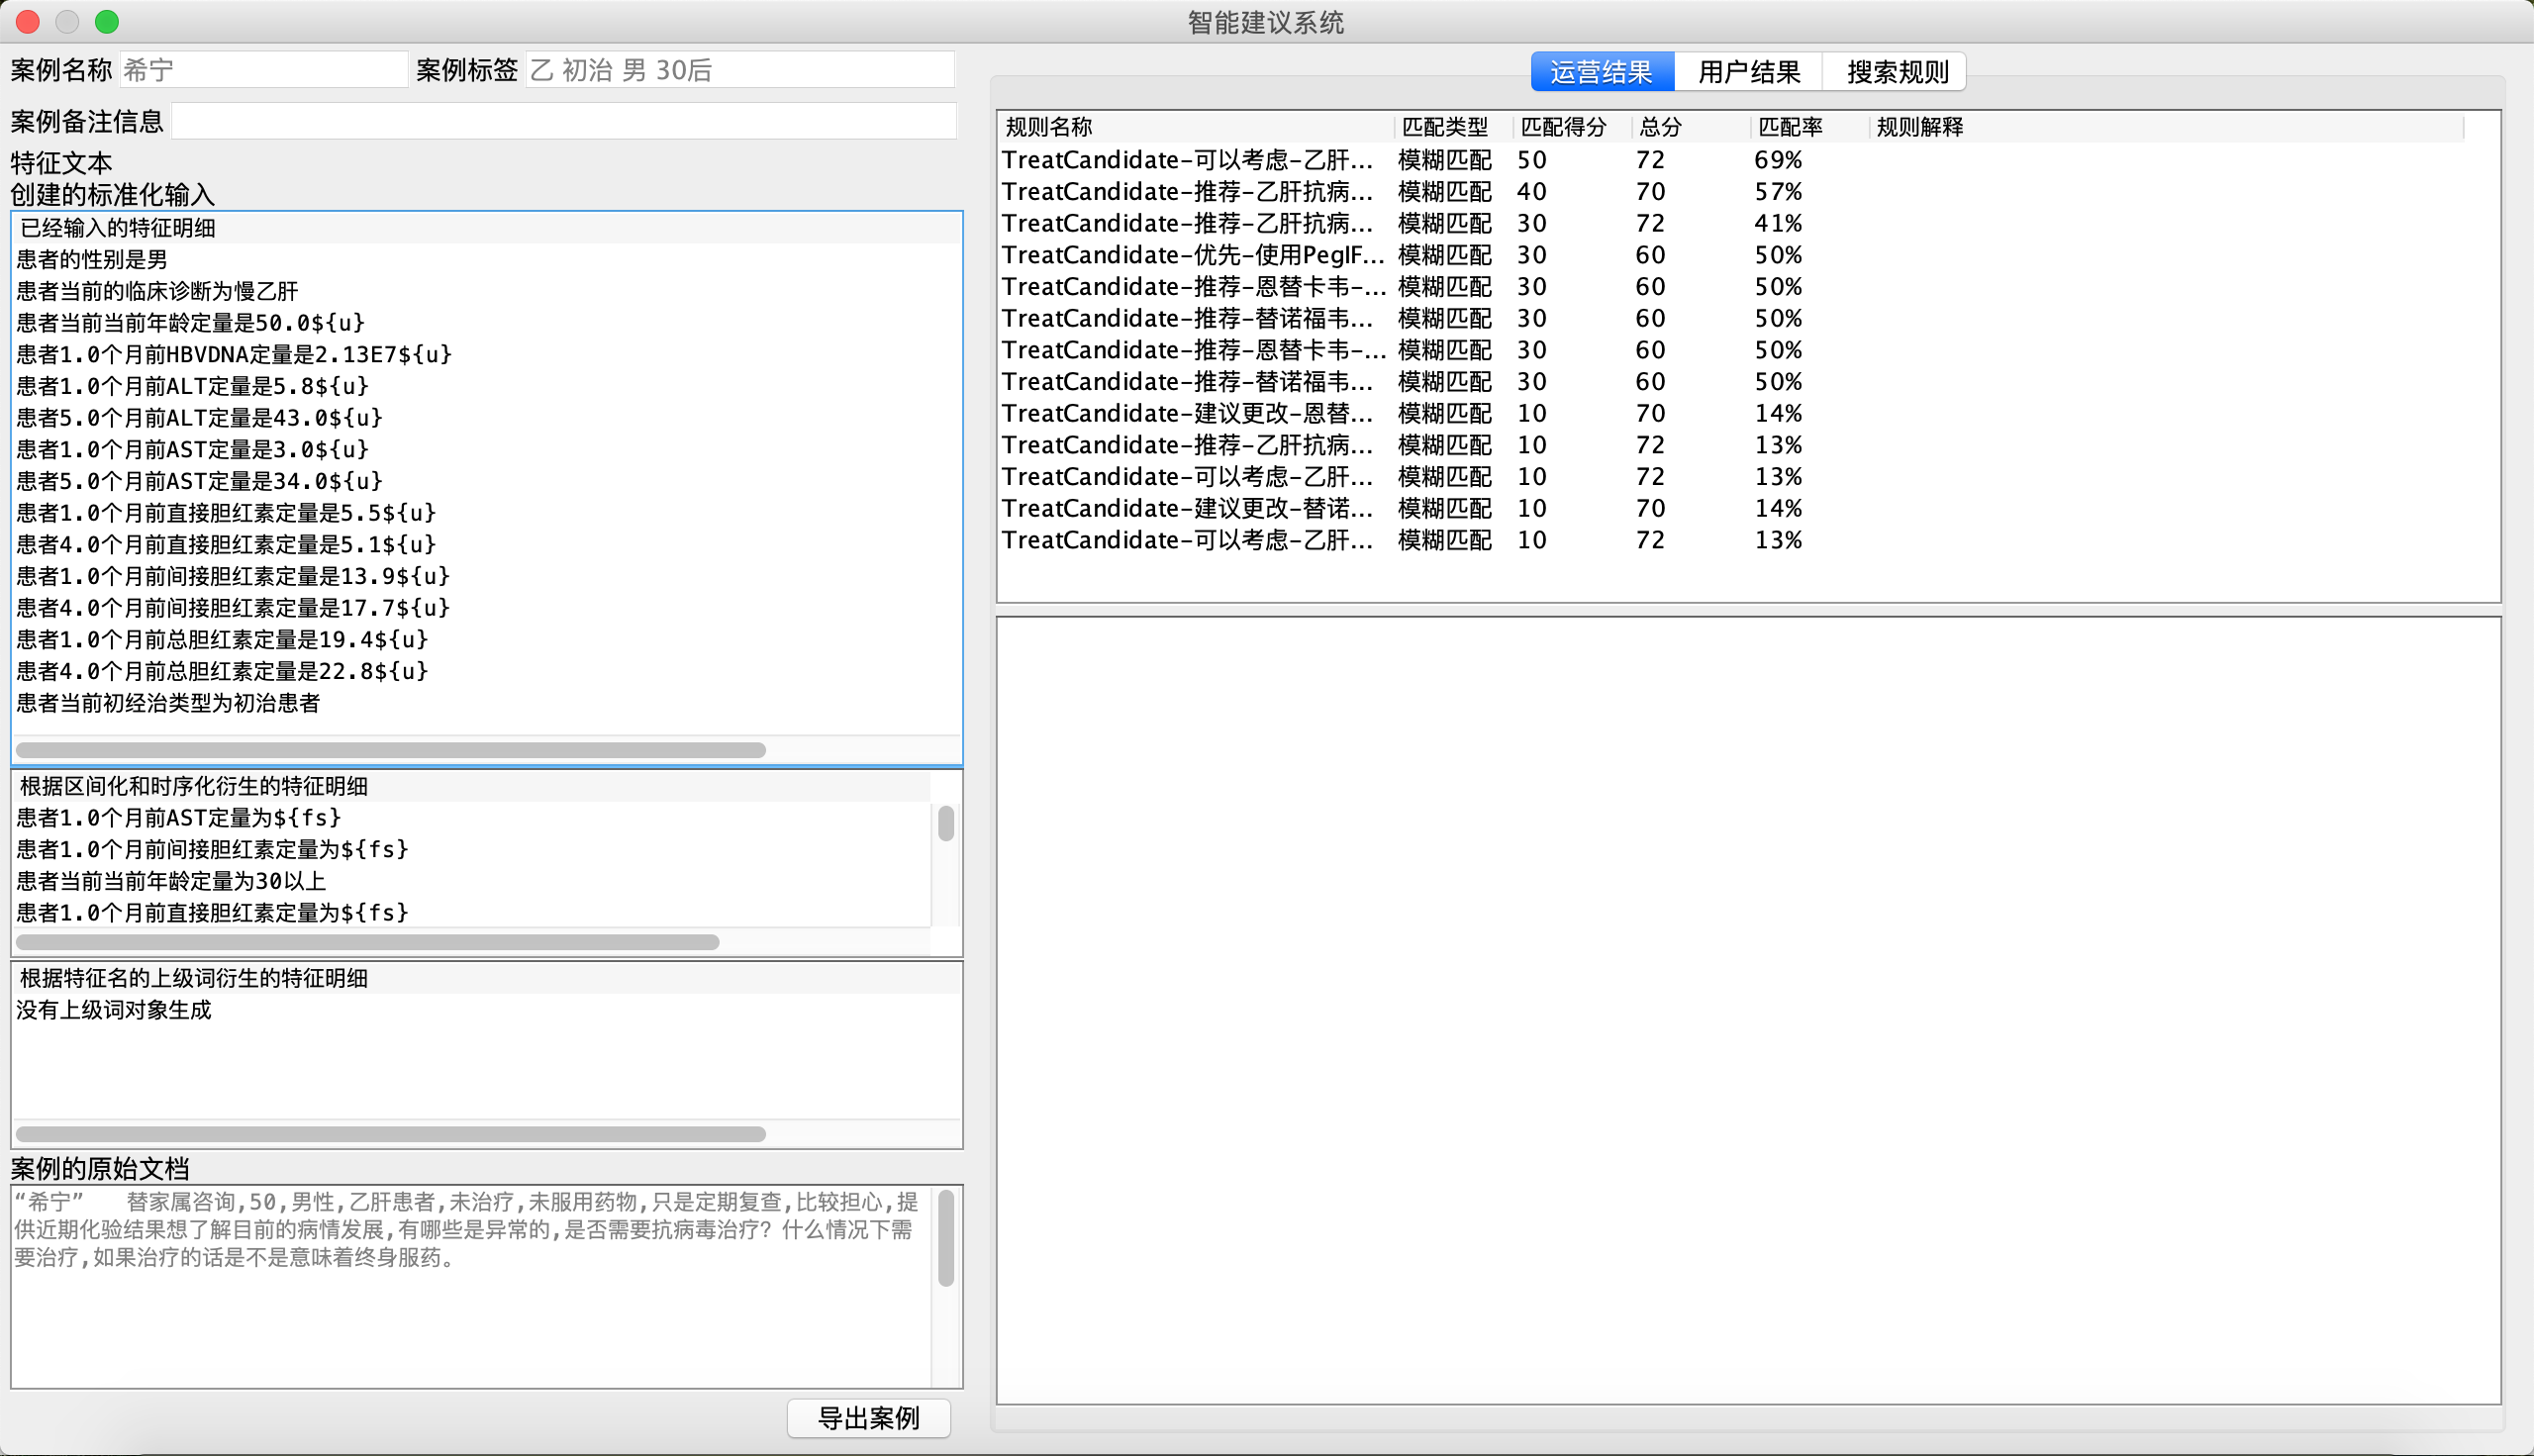 智能建议系统
案例名称 希宁 案例标签 乙 初治 男 30后
案例备注信息
特征文本
创建的标准化输入
已经输入的特征明细
患者的性别是男
患者当前的临床诊断为慢乙肝
患者当前当前年龄定量是50.0${u}
患者1.0个月前HBVDNA定量是2.13E7${u}
患者1.0个月前ALT定量是5.8${u}
患者5.0个月前ALT定量是43.0${u}
患者1.0个月前AST定量是3.0${u}
患者5.0个月前AST定量是34.0${u}
患者1.0个月前直接胆红素定量是5.5${u}
患者4.0个月前直接胆红素定量是5.1${u}
患者1.0个月前间接胆红素定量是13.9${u}
患者4.0个月前间接胆红素定量是17.7${u}
患者1.0个月前总胆红素定量是19.4${u}
患者4.0个月前总胆红素定量是22.8${u}
患者当前初经治类型为初治患者
根据区间化和时序化衍生的特征明细
患者1.0个月前AST定量为${fs}
患者1.0个月前间接胆红素定量为${fs}
患者当前当前年龄定量为30以上
患者1.0个月前直接胆红素定量为${fs}
根据特征名的上级词衍生的特征明细
没有上级词对象生成
案例的原始文档
“希宁” 替家属咨询,50,男性,乙肝患者,未治疗,未服用药物,只是定期复查,比较担心,提
供近期化验结果想了解目前的病情发展,有哪些是异常的,是否需要抗病毒治疗? 什么情况下需
要治疗,如果治疗的话是不是意味着终身服药。
导出案例
运营结果 用户结果 搜索规则
规则名称 匹配类型 匹配得分 总分 匹配率 规则解释
TreatCandidate-可以考虑-乙肝... 模糊匹配 50 72 69%
TreatCandidate-推荐-乙肝抗病... 模糊匹配 40 70 57%
TreatCandidate-推荐-乙肝抗病... 模糊匹配 30 72 41%
TreatCandidate-优先-使用PegIF... 模糊匹配 30 60 50%
TreatCandidate-推荐-恩替卡韦-... 模糊匹配 30 60 50%
TreatCandidate-推荐-替诺福韦... 模糊匹配 30 60 50%
TreatCandidate-推荐-恩替卡韦-... 模糊匹配 30 60 50%
TreatCandidate-推荐-替诺福韦... 模糊匹配 30 60 50%
TreatCandidate-建议更改-恩替... 模糊匹配 10 70 14%
TreatCandidate-推荐-乙肝抗病... 模糊匹配 10 72 13%
TreatCandidate-可以考虑-乙肝... 模糊匹配 10 72 13%
TreatCandidate-建议更改-替诺... 模糊匹配 10 70 14%
TreatCandidate-可以考虑-乙肝... 模糊匹配 10 72 13%